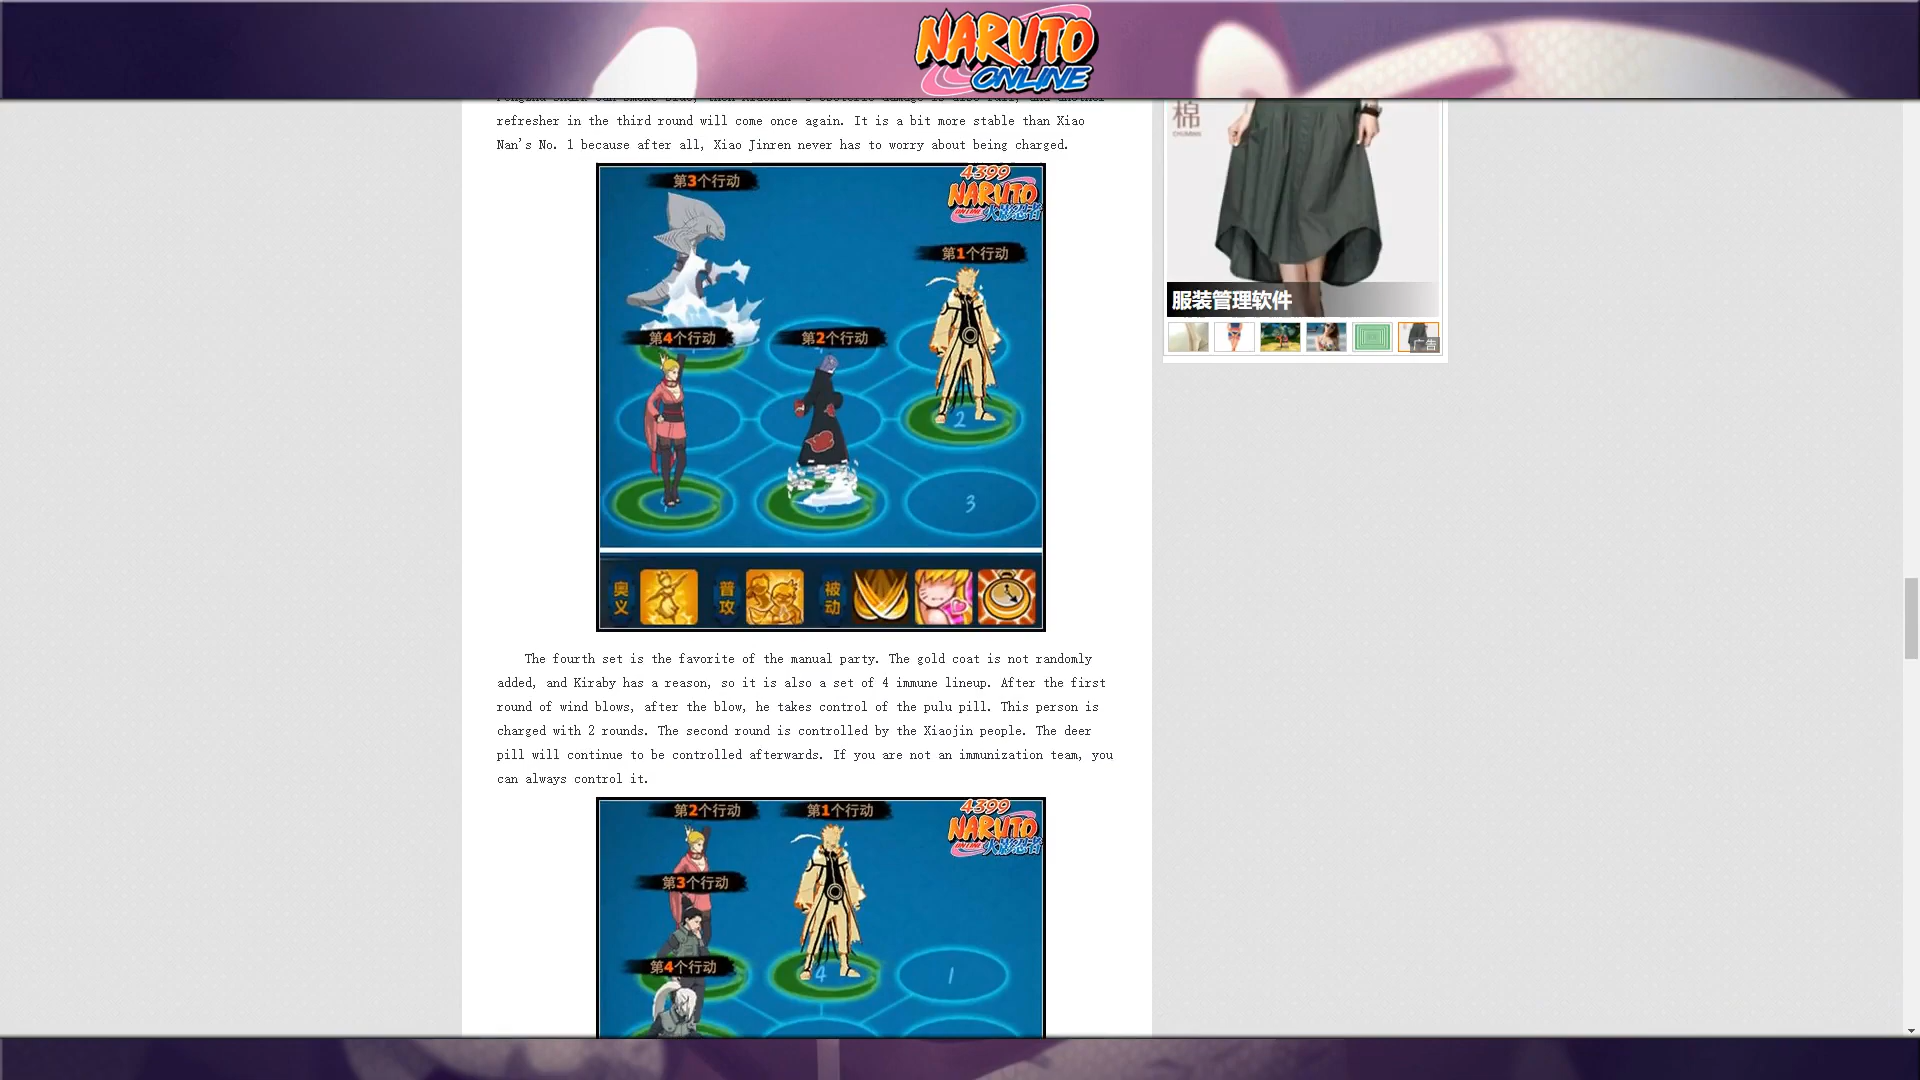 NARUTO
ONLINE
refresher in the third round will come once again. It is a bit more stable than Xiao
Nan's No. 1 because after all, Xiao Jinren never has to worry about being charged.
第3个行动
4399
NARUTO
ONLINE 火影忍者
第1个行动
第4个行动
第2个行动
2
3
奥义
普攻
被动
棉
CHUMIAN
服装管理软件
广告
The fourth set is the favorite of the manual party. The gold coat is not randomly
added, and Kiraby has a reason, so it is also a set of 4 immune lineup. After the first
round of wind blows, after the blow, he takes control of the pulu pill. This person is
charged with 2 rounds. The second round is controlled by the Xiaojin people. The deer
pill will continue to be controlled afterwards. If you are not an immunization team, you
can always control it.
第2个行动
第1个行动
4399
NARUTO
ONLINE 火影忍者
第3个行动
第4个行动
4
1